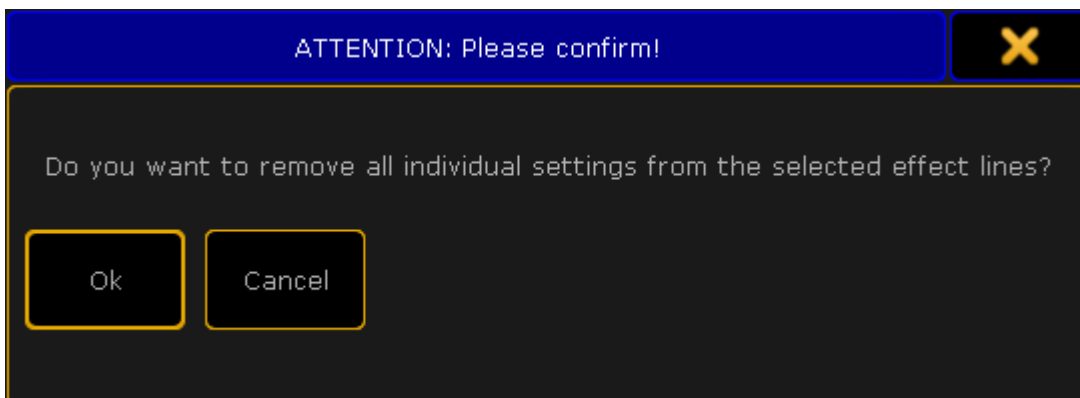 ATTENTION: Please confirm!
Do you want to remove all individual settings from the selected effect lines?
Ok
Cancel